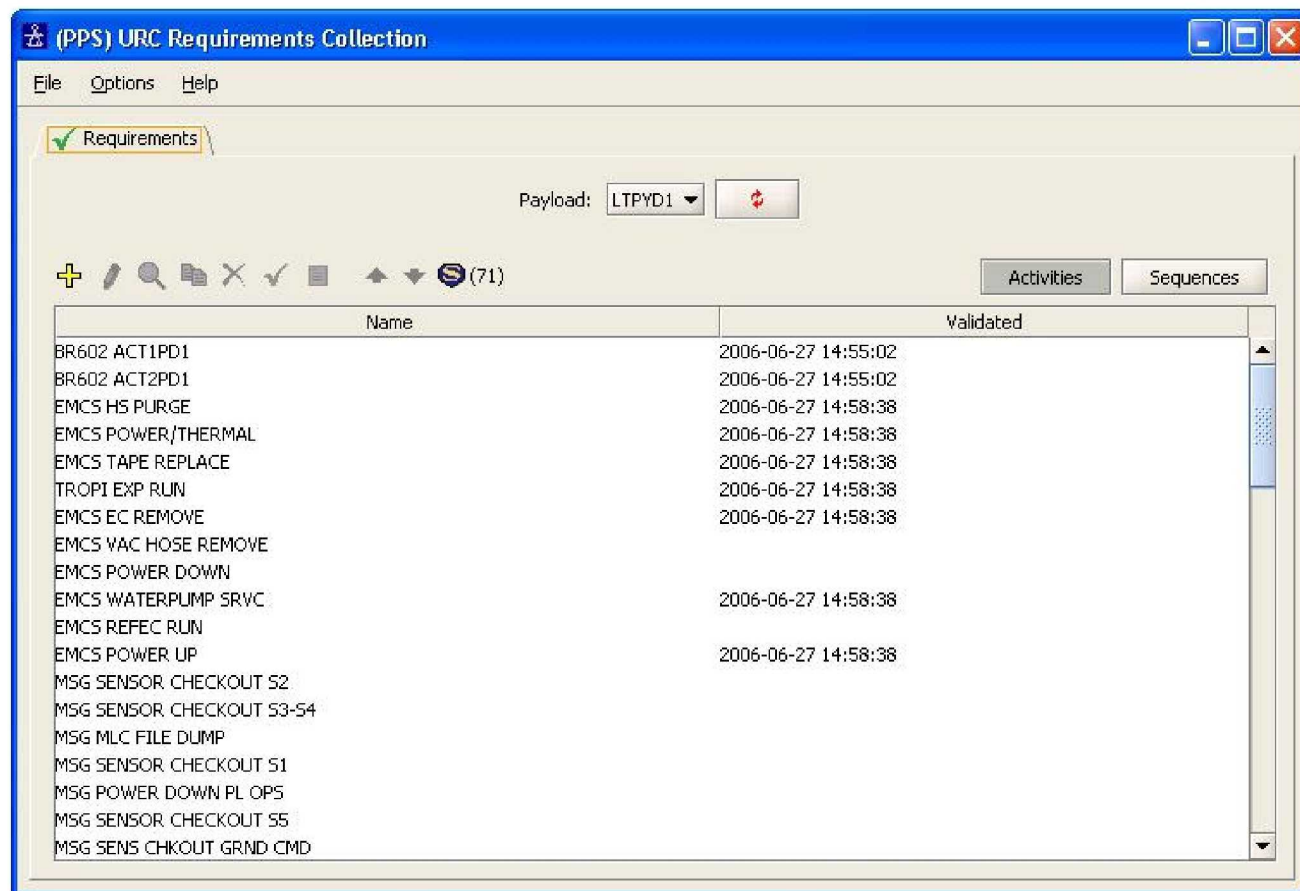 (PPS) URC Requirements Collection
File Options Help
Requirements
Payload: LTPYD1
S (71) Activities Sequences
Name Validated
BR602 ACT1PD1 2006-06-27 14:55:02
BR602 ACT2PD1 2006-06-27 14:55:02
EMCS HS PURGE 2006-06-27 14:58:38
EMCS POWER/THERMAL 2006-06-27 14:58:38
EMCS TAPE REPLACE 2006-06-27 14:58:38
TROPI EXP RUN 2006-06-27 14:58:38
EMCS EC REMOVE 2006-06-27 14:58:38
EMCS VAC HOSE REMOVE
EMCS POWER DOWN
EMCS WATERPUMP SRVC 2006-06-27 14:58:38
EMCS REFEC RUN
EMCS POWER UP 2006-06-27 14:58:38
MSG SENSOR CHECKOUT S2
MSG SENSOR CHECKOUT S3-S4
MSG MLC FILE DUMP
MSG SENSOR CHECKOUT S1
MSG POWER DOWN PL OPS
MSG SENSOR CHECKOUT S5
MSG SENS CHKOUT GRND CMD